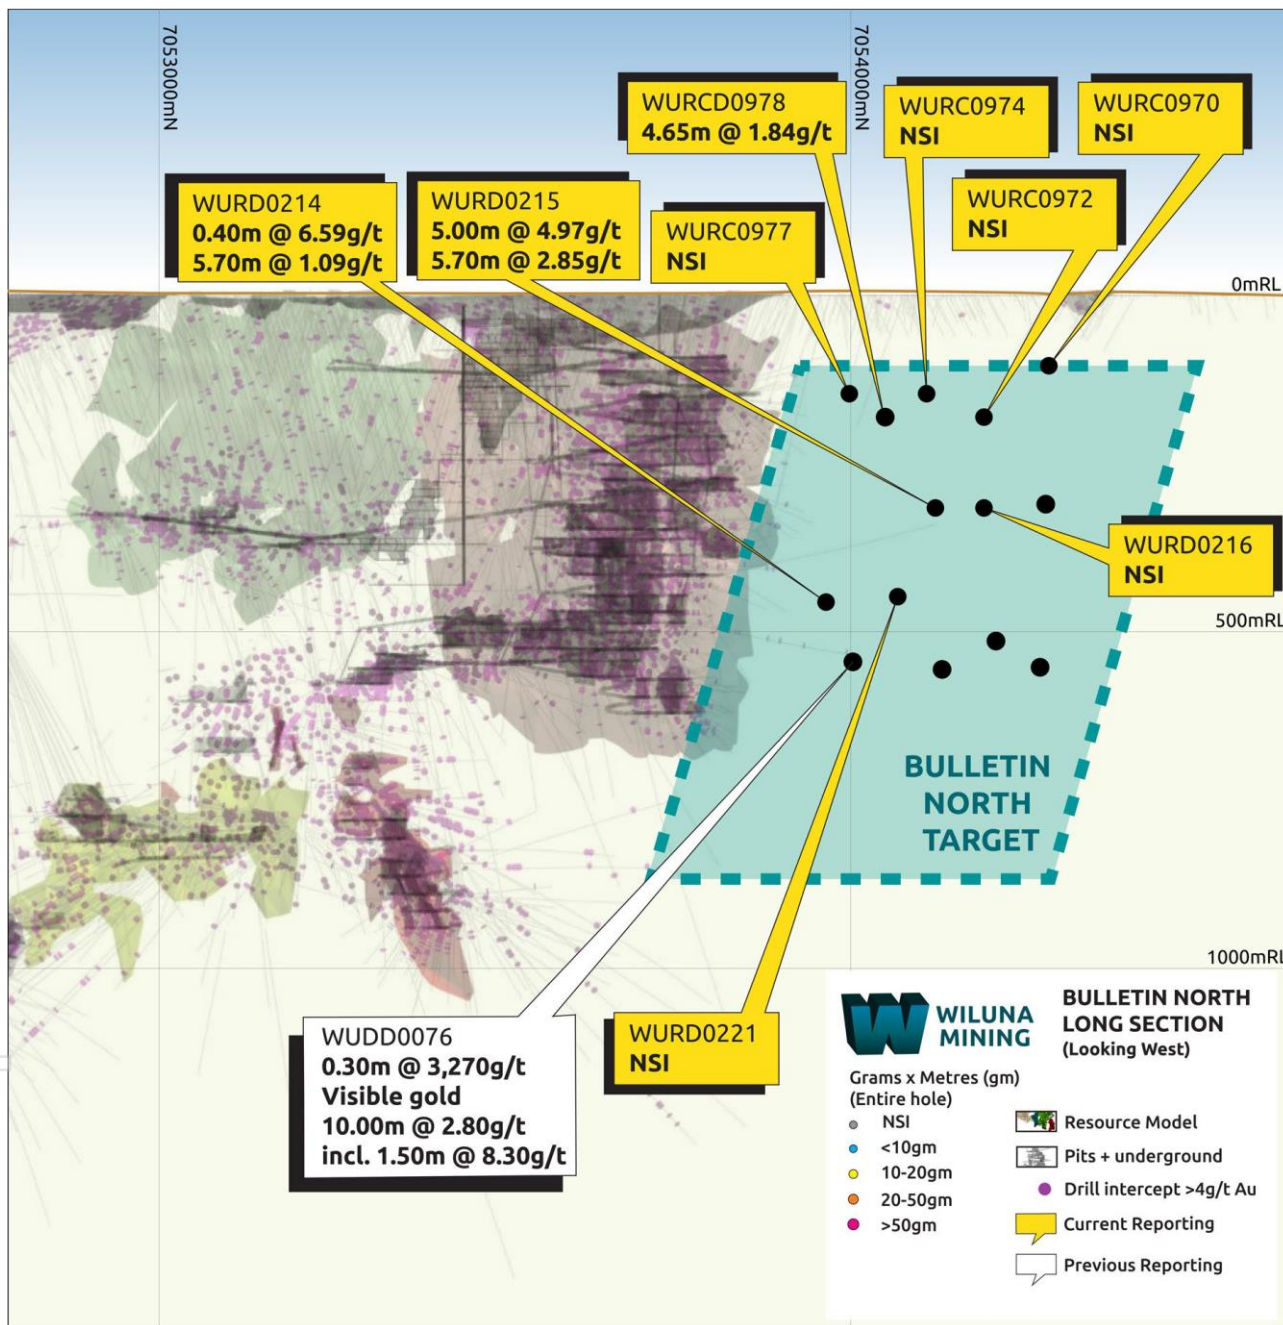 7053000mN
7054000mN
WURCD0978
4.65m @ 1.84g/t
WURC0974
NSI
WURC0970
NSI
WURD0214
0.40m @ 6.59g/t
5.70m @ 1.09g/t
WURD0215
5.00m @ 4.97g/t
5.70m @ 2.85g/t
WURC0977
NSI
WURC0972
NSI
0mRL
WURD0216
NSI
500mRL
BULLETIN
NORTH
TARGET
1000mRL
WUDD0076
0.30m @ 3,270g/t
Visible gold
10.00m @ 2.80g/t
incl. 1.50m @ 8.30g/t
WURD0221
NSI
WILUNA
MINING
BULLETIN NORTH
LONG SECTION
(Looking West)
Grams x Metres (gm)
(Entire hole)
NSI
<10gm
10-20gm
20-50gm
>50gm
Resource Model
Pits + underground
Drill intercept >4g/t Au
Current Reporting
Previous Reporting